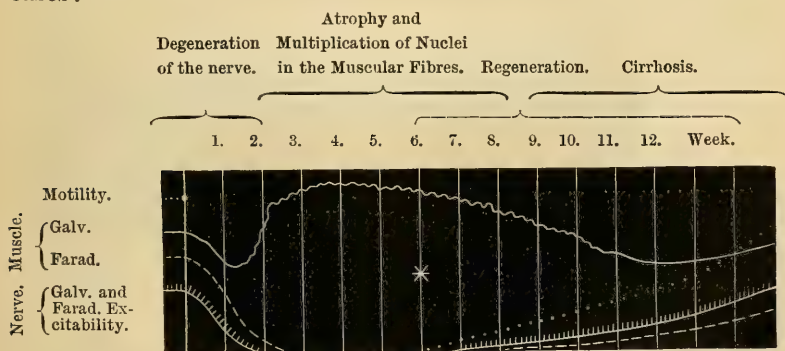 Atrophy and
Degeneration Multiplication of Nuclei
of the nerve. in the Muscular Fibres. Regeneration. Cirrhosis.
1. 2. 3. 4. 5. 6. 7. 8. 9. 10. 11. 12. Week.
Motility.
Muscle.
Galv.
Farad.
Nerve.
Galv. and
Farad. Ex-
citability.